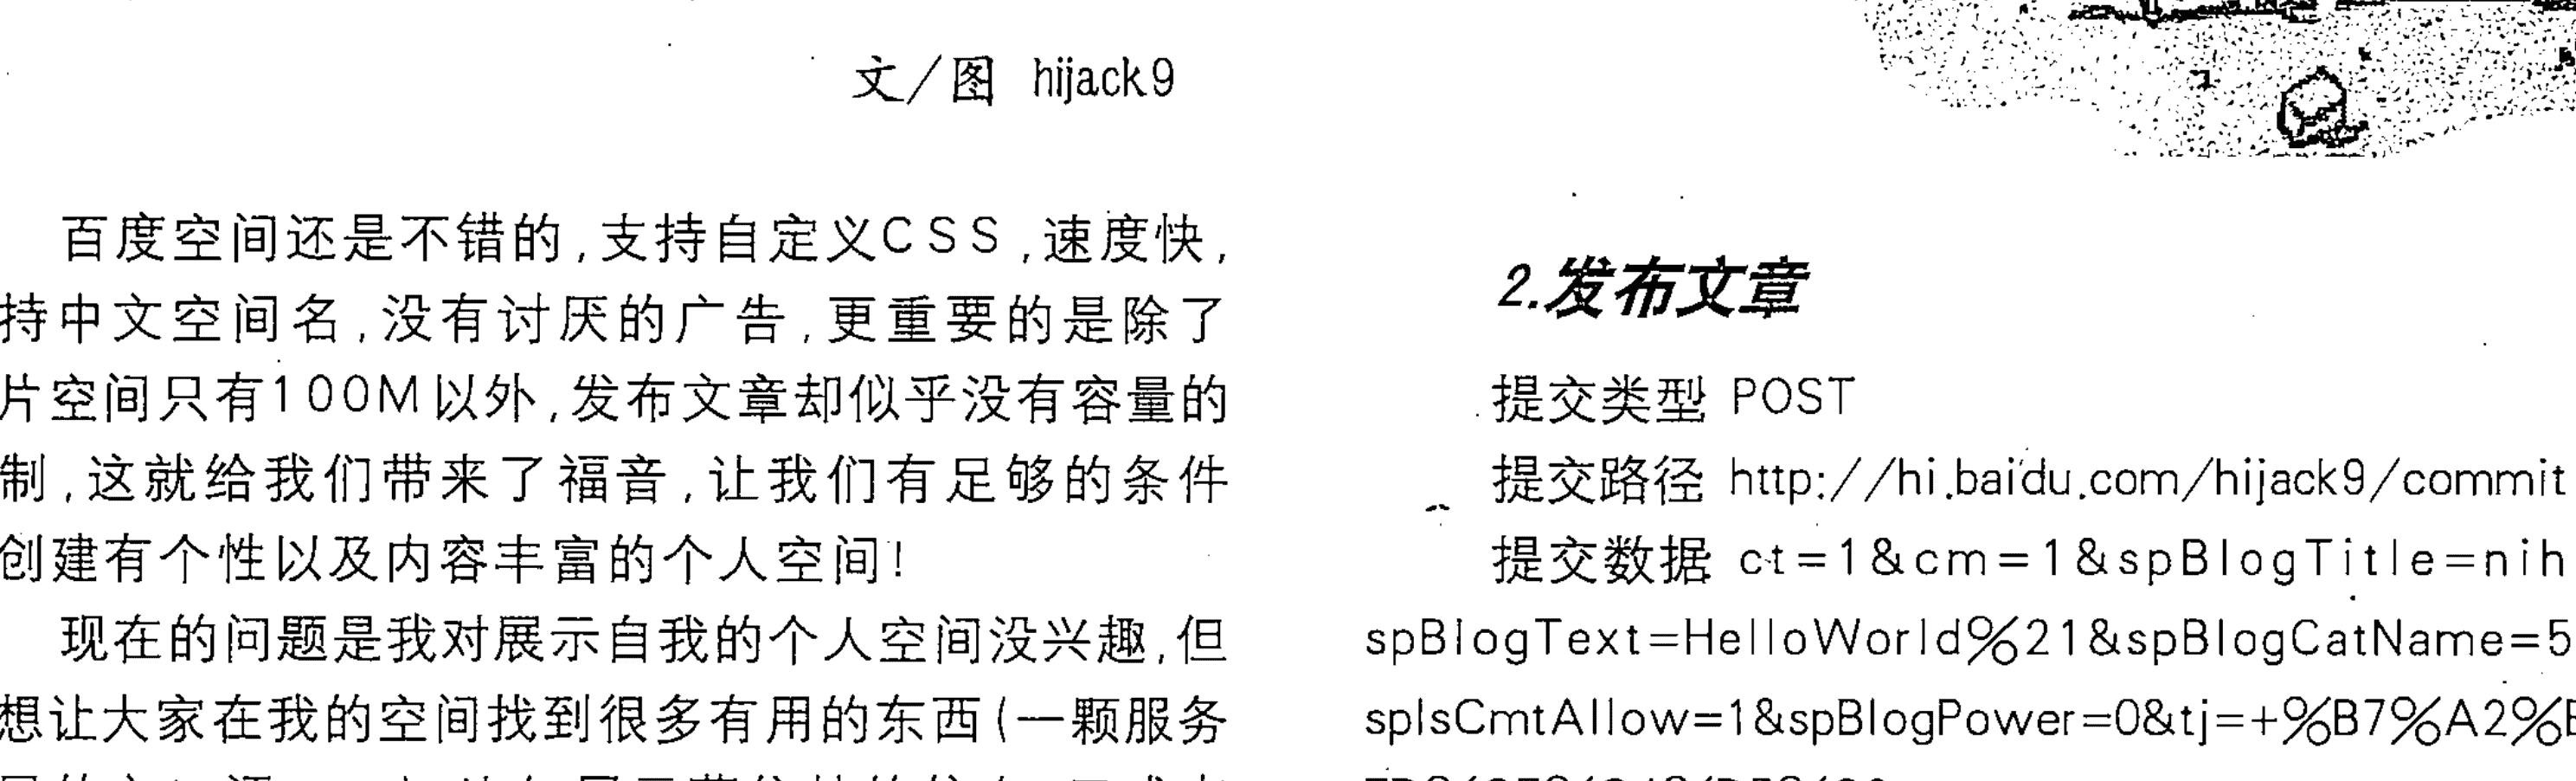 文/图 hijack9
百度空间还是不错的,支持自定义CSS,速度快,
持中文空间名,没有讨厌的广告,更重要的是除了
片空间只有100M以外,发布文章却似乎没有容量的
制,这就给我们带来了福音,让我们有足够的条件
创建有个性以及内容丰富的个人空间!
现在的问题是我对展示自我的个人空间没兴趣,但
想让大家在我的空间找到很多有用的东西(一颗服务
2.发布文章
提交类型 POST
提交路径 http://hi.baidu.com/hijack9/commit
提交数据 ct=1&cm=1&spBlogTitle=nih
spBlogText=HelloWorld%21&spBlogCatName=5
spIsCmtAllow=1&spBlogPower=0&tj=+%B7%A2%B